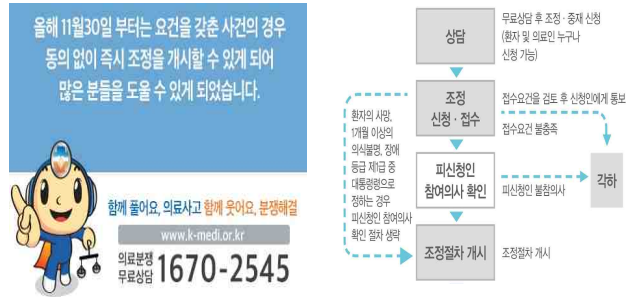 올해 11월30일 부터는 요건을 갖춘 사건의 경우
동의 없이 즉시 조정을 개시할 수 있게 되어
많은 분들을 도울 수 있게 되었습니다.
함께 풀어요, 의료사고 함께 웃어요, 분쟁해결
www.k-medi.or.kr
의료분쟁
무료상담 1670-2545
상담
무료상담 후 조정·중재 신청
(환자 및 의료인 누구나
신청 가능)
조정
신청·접수
접수요건을 검토 후 신청인에게 통보
접수요건 불충족
환자의 사망,
1개월 이상의
의식불명, 장애
등급 제1급 중
대통령령으로
정하는 경우
피신청인 참여의사
확인 절차 생략
피신청인
참여의사 확인
피신청인 불참의사
각하
조정절차 개시
조정절차 개시